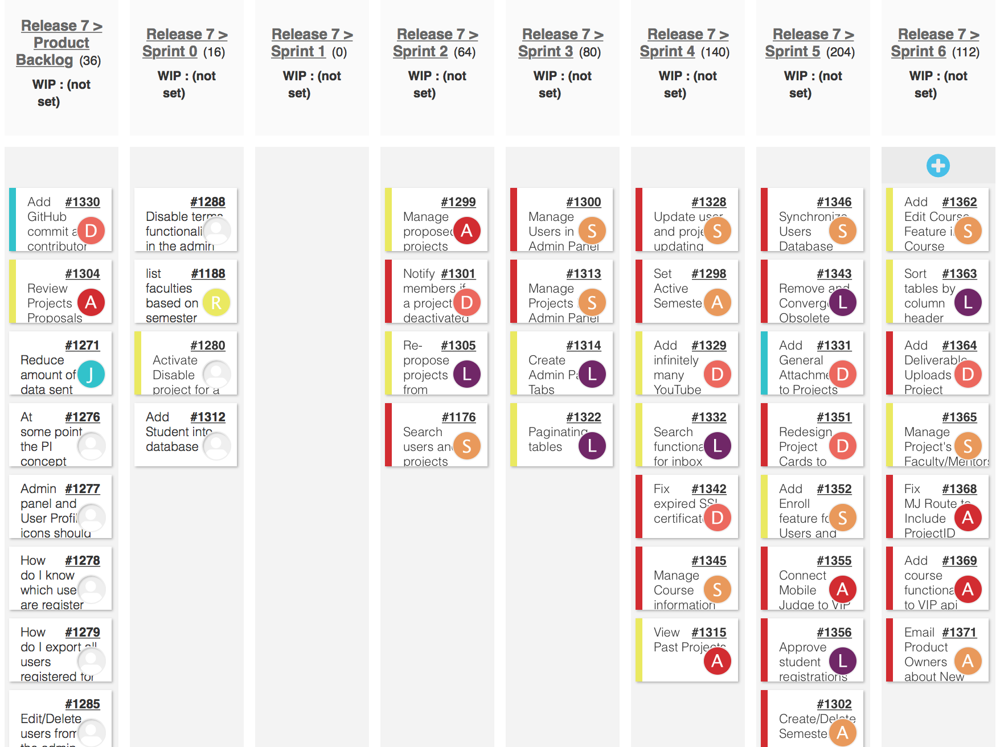 Release 7 >
Product
Backlog (36)
WIP : (not
set)
Add #1330
GitHub
commit a
contributor
D
#1304
Review
Projects
Proposals
A
#1271
Reduce
amount of
data sent
J
At #1276
some point
the PI
concept
Admin #1277
panel and
User Profi
icons should
How #1278
do I know
which use
are register
How #1279
do I export all
users
registered for
#1285
Edit/Delete
users from
the admin
Release 7 >
Sprint 0 (16)
WIP : (not
set)
#1288
Disable terms
functionali
in the admin
list #1188
faculties
based on
semester
R
#1280
Activate
Disable
project for a
Add #1312
Student into
database
Release 7 >
Sprint 1 (0)
WIP : (not
set)
Release 7 >
Sprint 2 (64)
WIP : (not
set)
#1299
Manage
proposed
projects
A
Notify #1301
members if
a project
deactivated
D
Re- #1305
propose
projects
from
L
#1176
Search
users and
projects
S
Release 7 >
Sprint 3 (80)
WIP : (not
set)
#1300
Manage
Users in
Admin Panel
S
#1313
Manage
Projects
Admin Panel
S
#1314
Create
Admin Pa
Tabs
L
#1322
Paginating
tables
L
Release 7 >
Sprint 4 (140)
WIP : (not
set)
#1328
Update user
and proje
updating
S
Set #1298
Active
Semeste
A
Add #1329
infinitely
many
YouTube
D
#1332
Search
functiona
for inbox
L
Fix #1342
expired SSL
certificat
D
#1345
Manage
Course
information
S
View #1315
Past Projects
A
Release 7 >
Sprint 5 (204)
WIP : (not
set)
#1346
Synchronize
Users
Database
S
#1343
Remove and
Converg
Obsolete
L
Add #1331
General
Attachme
to Projects
D
#1351
Redesign
Project
Cards to
D
Add #1352
Enroll
feature fo
Users and
S
#1355
Connect
Mobile
Judge to VIP
A
#1356
Approve
student
registrations
L
#1302
Create/Delete
Semeste
A
Release 7 >
Sprint 6 (112)
WIP : (not
set)
Add #1362
Edit Course
Feature i
Course
S
Sort #1363
tables by
column
header
L
Add #1364
Deliverable
Uploads
Project
D
#1365
Manage
Project's
Faculty/Mentors
S
Fix #1368
MJ Route to
Include
ProjectID
A
Add #1369
course
functiona
to VIP api
A
Email #1371
Product
Owners
about New
A